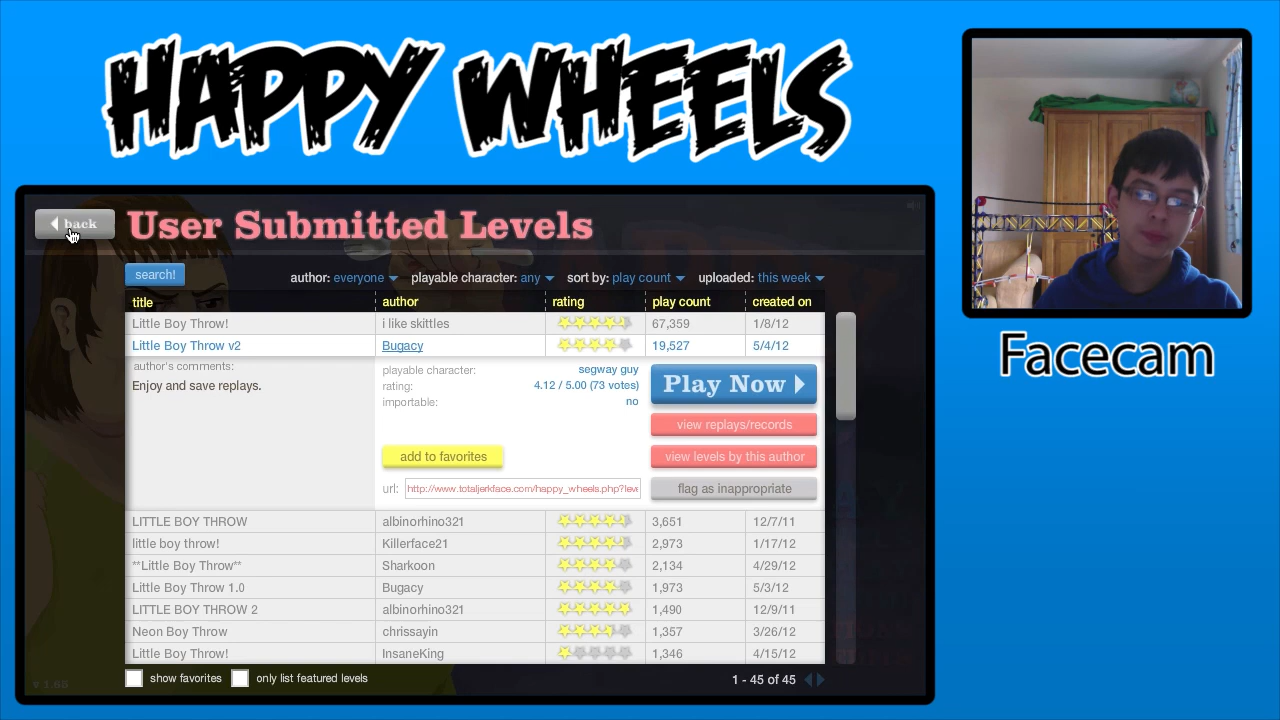 HAPPY WHEELS
back
User Submitted Levels
search!
author: everyone playable character: any sort by: play count uploaded: this week
title author rating play count created on
Little Boy Throw! i like skittles 67,359 1/8/12
Little Boy Throw v2 Bugacy 19,527 5/4/12
author's comments:
Enjoy and save replays.
playable character: segway guy
rating: 4.12 / 5.00 (73 votes)
importable: no
Play Now
view replays/records
add to favorites
view levels by this author
url: http://www.totaljerkface.com/happy_wheels.php?leve
flag as inappropriate
LITTLE BOY THROW albinorhino321 3,651 12/7/11
little boy throw! Killerface21 2,973 1/17/12
**Little Boy Throw** Sharkoon 2,134 4/29/12
Little Boy Throw 1.0 Bugacy 1,973 5/3/12
LITTLE BOY THROW 2 albinorhino321 1,490 12/9/11
Neon Boy Throw chrissayin 1,357 3/26/12
Little Boy Throw! InsaneKing 1,346 4/15/12
show favorites only list featured levels 1 - 45 of 45
Facecam